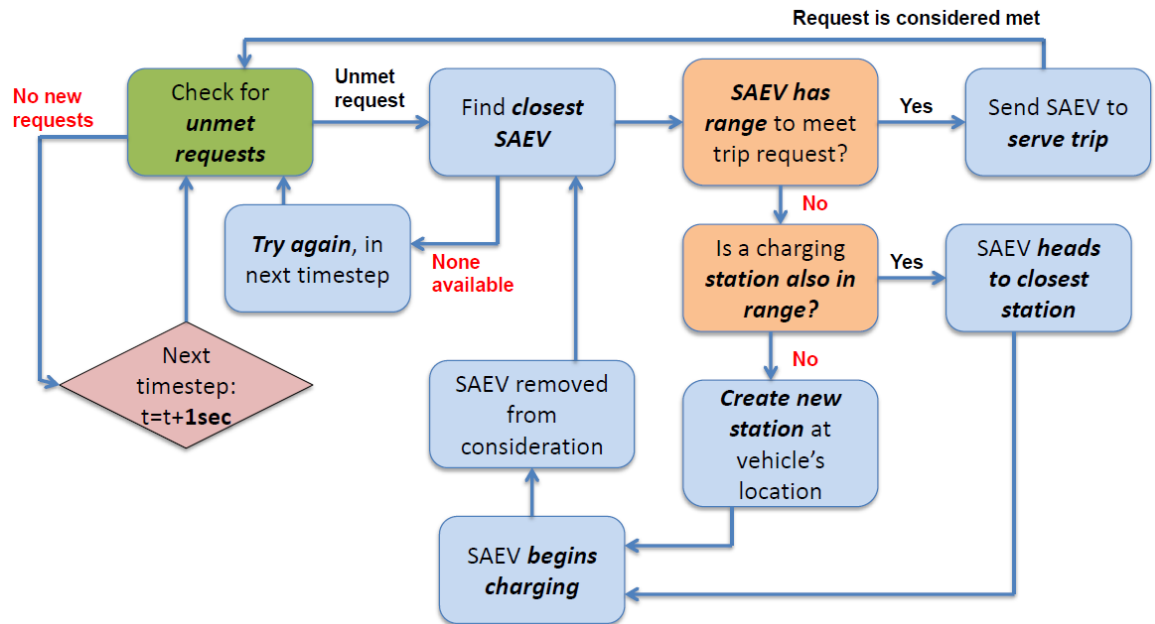 Request is considered met
No new
requests
Check for
unmet
requests
Unmet
request
Find closest
SAEV
SAEV has
range to meet
trip request?
Yes
Send SAEV to
serve trip
No
Try again, in
next timestep
None
available
Is a charging
station also in
range?
Yes
SAEV heads
to closest
station
No
Next
timestep:
t=t+1sec
SAEV removed
from
consideration
Create new
station at
vehicle’s
location
SAEV begins
charging